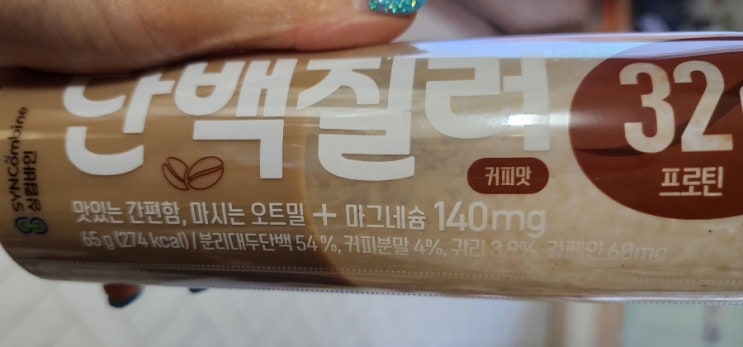 SYNCombine
싱컴바인
단백질러
커피맛
32
프로틴
맛있는 간편함, 마시는 오트밀 + 마그네슘 140mg
65g (274 kcal) / 분리대두단백 54%, 커피분말 4%, 귀리 3.9%, 카페인 60mg